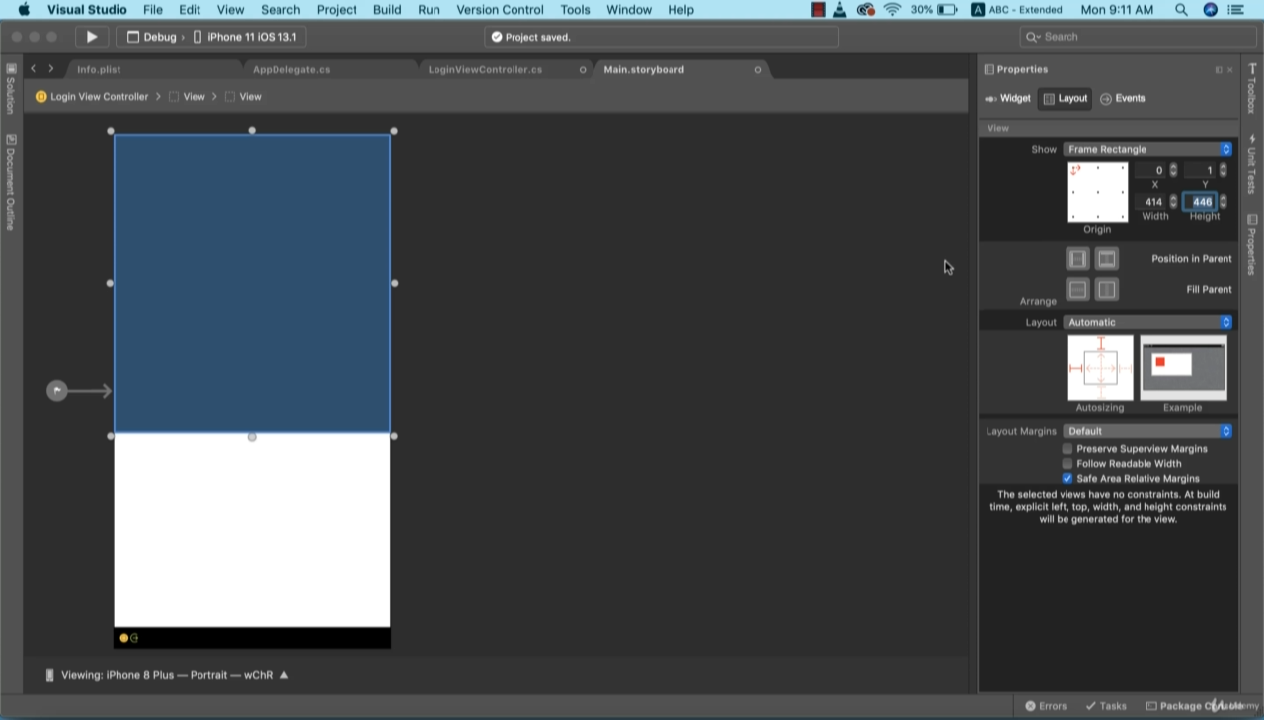 Visual Studio File Edit View Search Project Build Run Version Control Tools Window Help 30% A ABC - Extended Mon 9:11 AM
Debug › iPhone 11 iOS 13.1 Project saved. Search
Info.plist AppDelegate.cs LoginViewController.cs Main.storyboard
Login View Controller > View > View
Solution
Document Outline
Viewing: iPhone 8 Plus — Portrait — wChR
Properties
Widget Layout Events
View
Show Frame Rectangle
0 1
X Y
414 446
Width Height
Origin
Position in Parent
Fill Parent
Arrange
Layout Automatic
Autosizing Example
Layout Margins Default
Preserve Superview Margins
Follow Readable Width
Safe Area Relative Margins
The selected views have no constraints. At build
time, explicit left, top, width, and height constraints
will be generated for the view.
Toolbox
Unit Tests
Properties
Errors Tasks Package